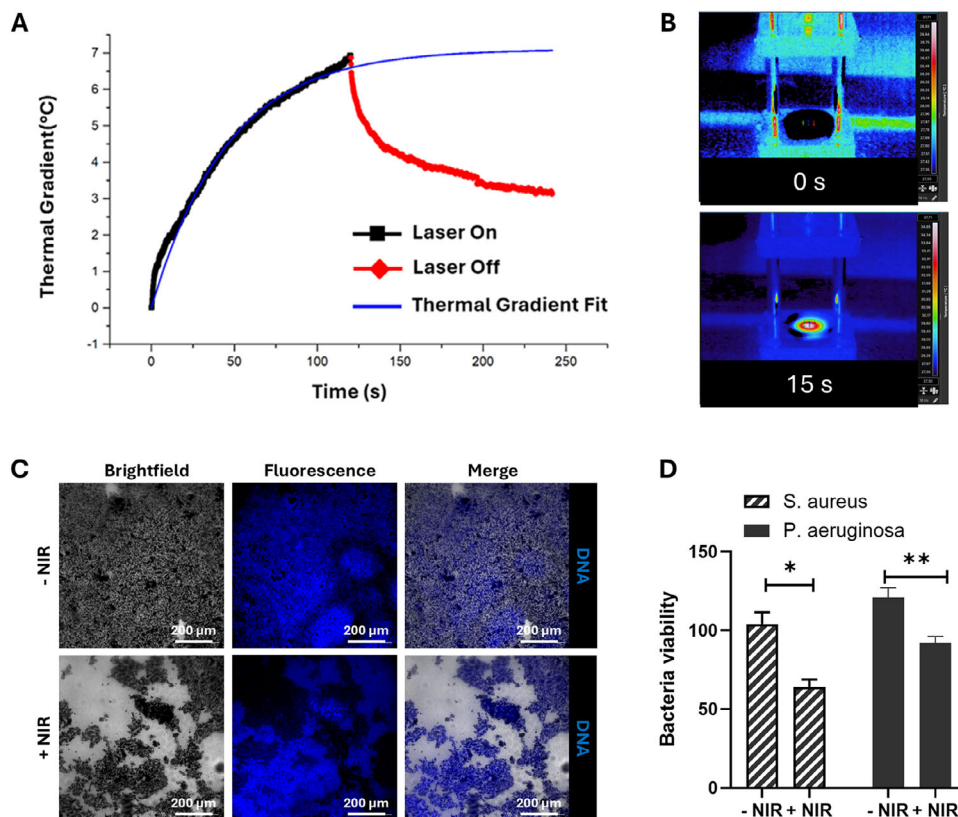 A
Thermal Gradient(°C)
7
6
5
4
3
2
1
0
-1
0
50
100
150
200
250
Time (s)
Laser On
Laser Off
Thermal Gradient Fit
B
0 s
15 s
C
Brightfield
Fluorescence
Merge
- NIR
200 µm
200 µm
200 µm
DNA
+ NIR
200 µm
200 µm
200 µm
DNA
D
S. aureus
P. aeruginosa
Bacteria viability
150
100
50
0
*
**
- NIR + NIR
- NIR + NIR